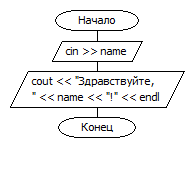 Начало
cin >> name
cout << "Здравствуйте,
" << name << "!" << endl
Конец